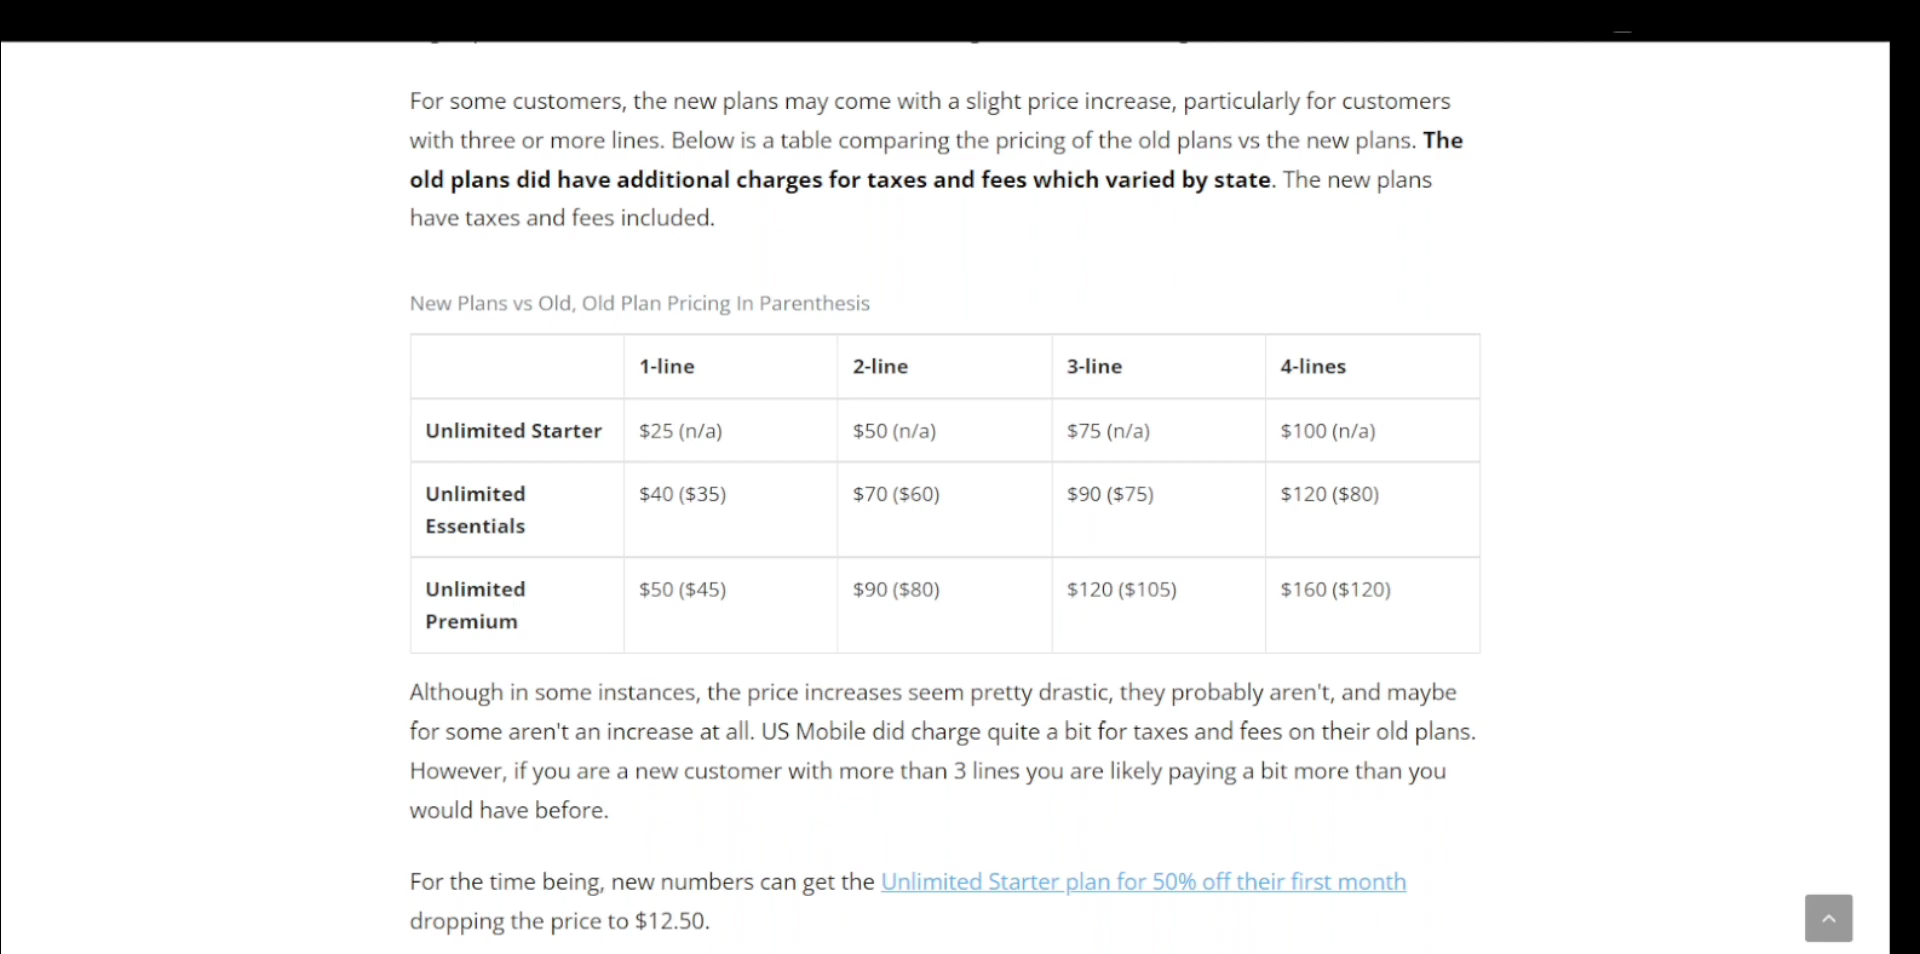 For some customers, the new plans may come with a slight price increase, particularly for customers
with three or more lines. Below is a table comparing the pricing of the old plans vs the new plans. The
old plans did have additional charges for taxes and fees which varied by state. The new plans
have taxes and fees included.
New Plans vs Old, Old Plan Pricing In Parenthesis
1-line 2-line 3-line 4-lines
Unlimited Starter $25 (n/a) $50 (n/a) $75 (n/a) $100 (n/a)
Unlimited $40 ($35) $70 ($60) $90 ($75) $120 ($80)
Essentials
Unlimited $50 ($45) $90 ($80) $120 ($105) $160 ($120)
Premium
Although in some instances, the price increases seem pretty drastic, they probably aren't, and maybe
for some aren't an increase at all. US Mobile did charge quite a bit for taxes and fees on their old plans.
However, if you are a new customer with more than 3 lines you are likely paying a bit more than you
would have before.
For the time being, new numbers can get the Unlimited Starter plan for 50% off their first month
dropping the price to $12.50.